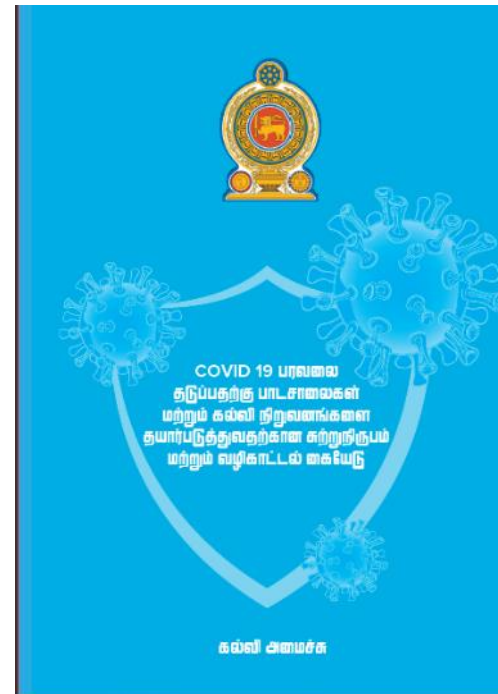 COVID 19 பரவலை
தடுப்பதற்கு பாடசாலைகள்
மற்றும் கல்வி நிறுவனங்களை
தயார்படுத்துவதற்கான சுற்றுநிருபம்
மற்றும் வழிகாட்டல் கையேடு
கல்வி அமைச்சு